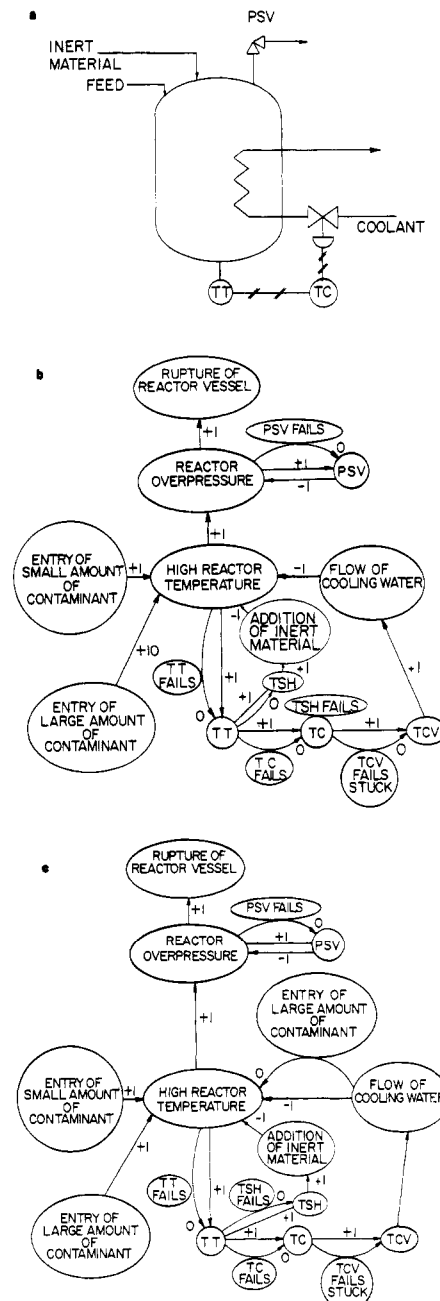 a
PSV
INERT
MATERIAL
FEED
COOLANT
TT
TC
b
RUPTURE OF
REACTOR VESSEL
+1
PSV FAILS
0
REACTOR
OVERPRESSURE
+1
-1
PSV
+1
ENTRY OF
SMALL AMOUNT
OF
CONTAMINANT
+1
HIGH REACTOR
TEMPERATURE
-1
FLOW OF
COOLING WATER
-1
ADDITION
OF INERT
MATERIAL
+10
TT
FAILS
+1
+1
+1
TSH
0
ENTRY OF
LARGE AMOUNT
OF
CONTAMINANT
0
TT
+1
TSH FAILS
TC
+1
0
TCV
+1
TC
FAILS
0
TCV
FAILS
STUCK
c
RUPTURE OF
REACTOR VESSEL
+1
PSV FAILS
0
REACTOR
OVERPRESSURE
+1
-1
PSV
ENTRY OF
LARGE AMOUNT
OF
CONTAMINANT
+1
0
ENTRY OF
SMALL AMOUNT
OF
CONTAMINANT
+1
HIGH REACTOR
TEMPERATURE
-1
FLOW OF
COOLING WATER
-1
ADDITION
OF INERT
MATERIAL
+1
TT
FAILS
+1
TSH
FAILS
0
+1
TSH
+1
ENTRY OF
LARGE AMOUNT
OF
CONTAMINANT
0
TT
+1
TC
+1
TCV
TC
FAILS
0
TCV
FAILS
STUCK
0